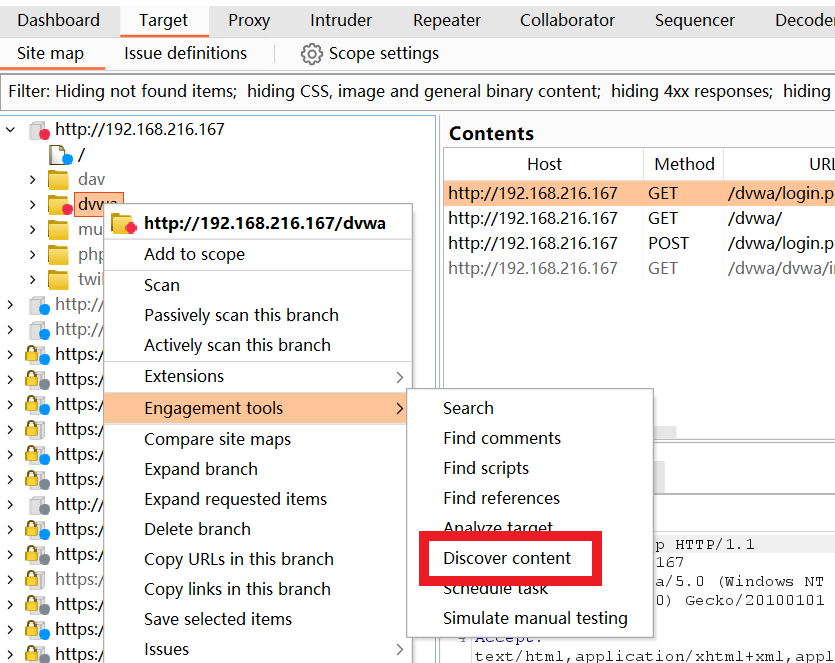 Dashboard Target Proxy Intruder Repeater Collaborator Sequencer Decoder
Site map Issue definitions Scope settings
Filter: Hiding not found items; hiding CSS, image and general binary content; hiding 4xx responses; hiding
http://192.168.216.167
/
dav
dvwa
mu
php
twi
http://
http://
https:
https:
https:
https:
https:
https:
http://
https:
https:
https:
https:
https:
https:
http://192.168.216.167/dvwa
Add to scope
Scan
Passively scan this branch
Actively scan this branch
Extensions
Engagement tools
Compare site maps
Expand branch
Expand requested items
Delete branch
Copy URLs in this branch
Copy links in this branch
Save selected items
Issues
Search
Find comments
Find scripts
Find references
Analyze target
Discover content
Schedule task
Simulate manual testing
Contents
Host Method URL
http://192.168.216.167 GET /dvwa/login.p
http://192.168.216.167 GET /dvwa/
http://192.168.216.167 POST /dvwa/login.p
http://192.168.216.167 GET /dvwa/dvwa/i
p HTTP/1.1
167
a/5.0 (Windows NT
0) Gecko/20100101
4 Accept:
text/html,application/xhtml+xml,appl